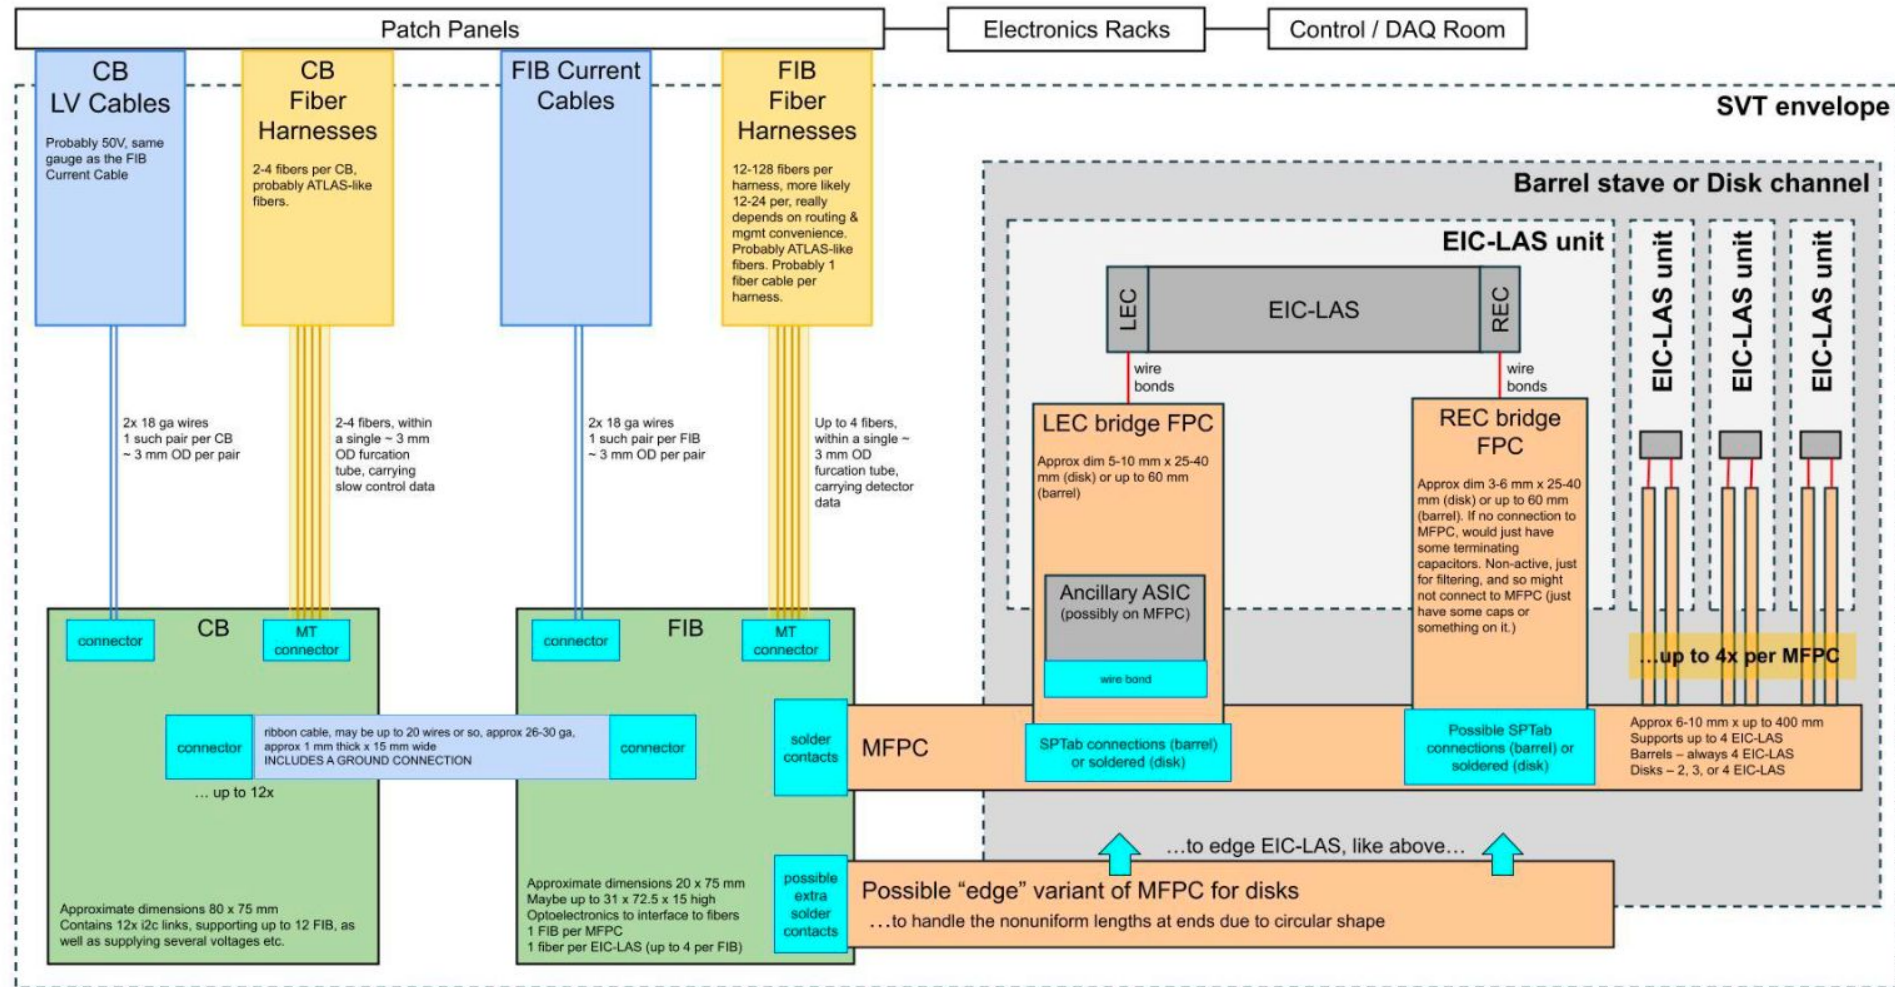 Patch Panels
Electronics Racks
Control / DAQ Room
CB
LV Cables
Probably 50V, same
gauge as the FIB
Current Cable
CB
Fiber
Harnesses
2-4 fibers per CB,
probably ATLAS-like
fibers.
FIB Current
Cables
FIB
Fiber
Harnesses
12-128 fibers per
harness, more likely
12-24 per, really
depends on routing &
mgmt convenience.
Probably ATLAS-like
fibers. Probably 1
fiber cable per
harness.
SVT envelope
Barrel stave or Disk channel
EIC-LAS unit
EIC-LAS unit
EIC-LAS unit
EIC-LAS unit
LEC
EIC-LAS
REC
wire
bonds
wire
bonds
2x 18 ga wires
1 such pair per CB
~ 3 mm OD per pair
2-4 fibers, within
a single ~ 3 mm
OD furcation
tube, carrying
slow control data
2x 18 ga wires
1 such pair per FIB
~ 3 mm OD per pair
Up to 4 fibers,
within a single ~
3 mm OD
furcation tube,
carrying detector
data
LEC bridge FPC
Approx dim 5-10 mm x 25-40
mm (disk) or up to 60 mm
(barrel)
Ancillary ASIC
(possibly on MFPC)
wire bond
SPTab connections (barrel)
or soldered (disk)
REC bridge
FPC
Approx dim 3-6 mm x 25-40
mm (disk) or up to 60 mm
(barrel). If no connection to
MFPC, would just have
some terminating
capacitors. Non-active, just
for filtering, and so might
not connect to MFPC (just
have some caps or
something on it.)
Possible SPTab
connections (barrel) or
soldered (disk)
...up to 4x per MFPC
Approx 6-10 mm x up to 400 mm
Supports up to 4 EIC-LAS
Barrels – always 4 EIC-LAS
Disks – 2, 3, or 4 EIC-LAS
connector
CB
MT
connector
connector
ribbon cable, may be up to 20 wires or so, approx 26-30 ga,
approx 1 mm thick x 15 mm wide
INCLUDES A GROUND CONNECTION
connector
... up to 12x
Approximate dimensions 80 x 75 mm
Contains 12x i2c links, supporting up to 12 FIB, as
well as supplying several voltages etc.
connector
FIB
MT
connector
solder
contacts
MFPC
Approximate dimensions 20 x 75 mm
Maybe up to 31 x 72.5 x 15 high
Optoelectronics to interface to fibers
1 FIB per MFPC
1 fiber per EIC-LAS (up to 4 per FIB)
possible
extra
solder
contacts
...to edge EIC-LAS, like above...
Possible “edge” variant of MFPC for disks
...to handle the nonuniform lengths at ends due to circular shape